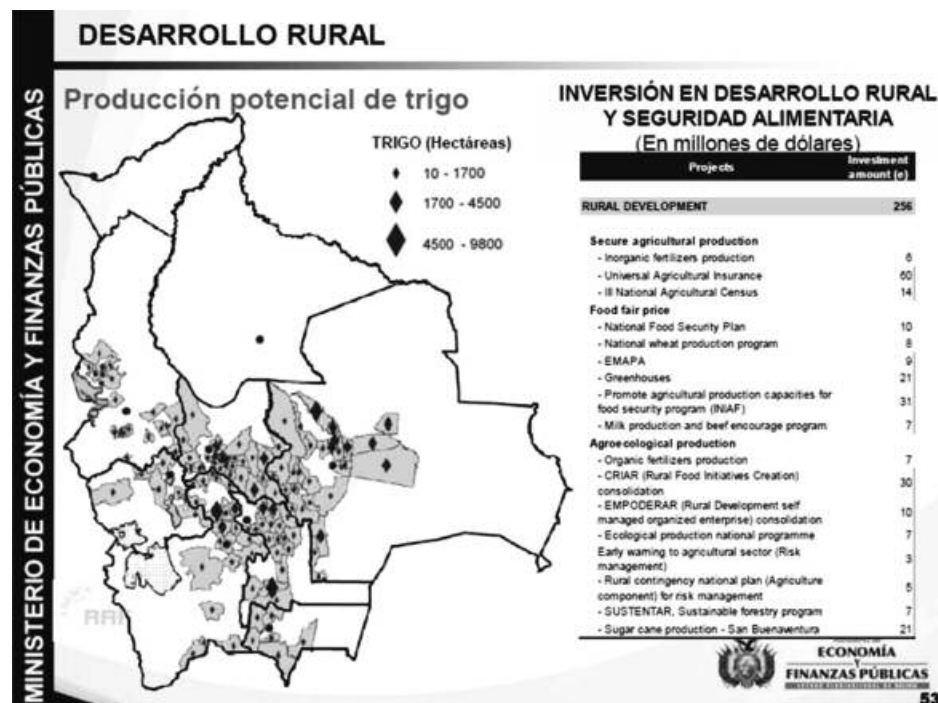 DESARROLLO RURAL
MINISTERIO DE ECONOMÍA Y FINANZAS PÚBLICAS
Producción potencial de trigo
TRIGO (Hectáreas)
10 - 1700
1700 - 4500
4500 - 9800
INVERSIÓN EN DESARROLLO RURAL
Y SEGURIDAD ALIMENTARIA
(En millones de dólares)
Projects Investment
amount (e)
RURAL DEVELOPMENT 256
Secure agricultural production
- Inorganic fertilizers production 6
- Universal Agricultural Insurance 60
- III National Agricultural Census 14
Food fair price
- National Food Security Plan 10
- National wheat production program 8
- EMAPA 9
- Greenhouses 21
- Promote agricultural production capacities for
food security program (INIAF) 31
- Milk production and beef encourage program 7
Agroecological production
- Organic fertilizers production 7
- CRIAR (Rural Food Initiatives Creation)
consolidation 30
- EMPODERAR (Rural Development self
managed organized enterprise) consolidation 10
- Ecological production national programme 7
Early warning to agricultural sector (Risk
management) 3
- Rural contingency national plan (Agriculture
component) for risk management 5
- SUSTENTAR, Sustainable forestry program 7
- Sugar cane production - San Buenaventura 21
ECONOMÍA
Y
FINANZAS PÚBLICAS
53